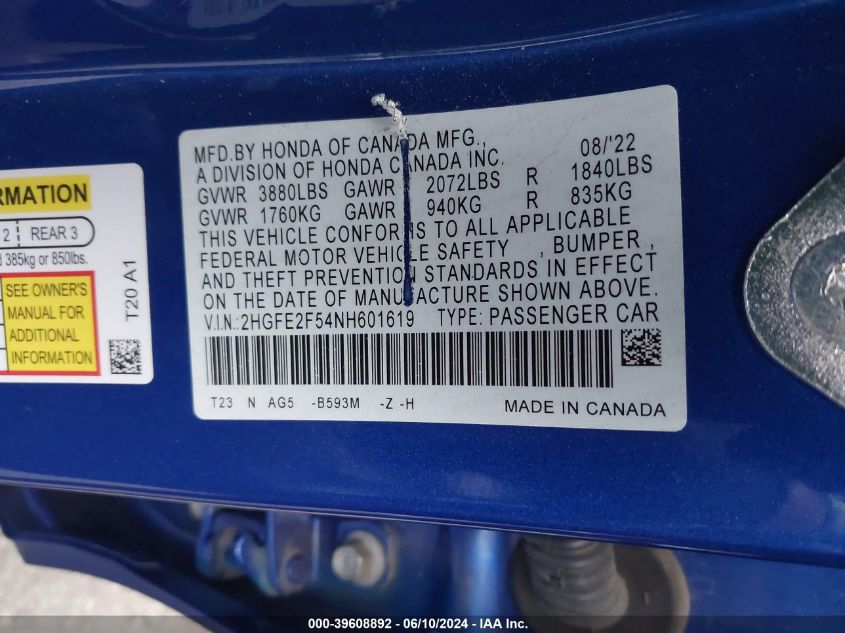 MFD.BY HONDA OF CANADA MFG., 08/'22
A DIVISION OF HONDA CANADA INC.
GVWR 3880LBS GAWR 2072LBS R 1840LBS
GVWR 1760KG GAWR 940KG R 835KG
THIS VEHICLE CONFORMS TO ALL APPLICABLE
FEDERAL MOTOR VEHICLE SAFETY , BUMPER ,
AND THEFT PREVENTION STANDARDS IN EFFECT
ON THE DATE OF MANUFACTURE SHOWN ABOVE.
V.I.N.:2HGFE2F54NH601619 TYPE: PASSENGER CAR
T23 N AG5 -B593M -Z -H MADE IN CANADA
RMATION
2 REAR 3
d 385kg or 850lbs.
SEE OWNER'S
MANUAL FOR
ADDITIONAL
INFORMATION
T20 A1
000-39608892 - 06/10/2024 - IAA Inc.